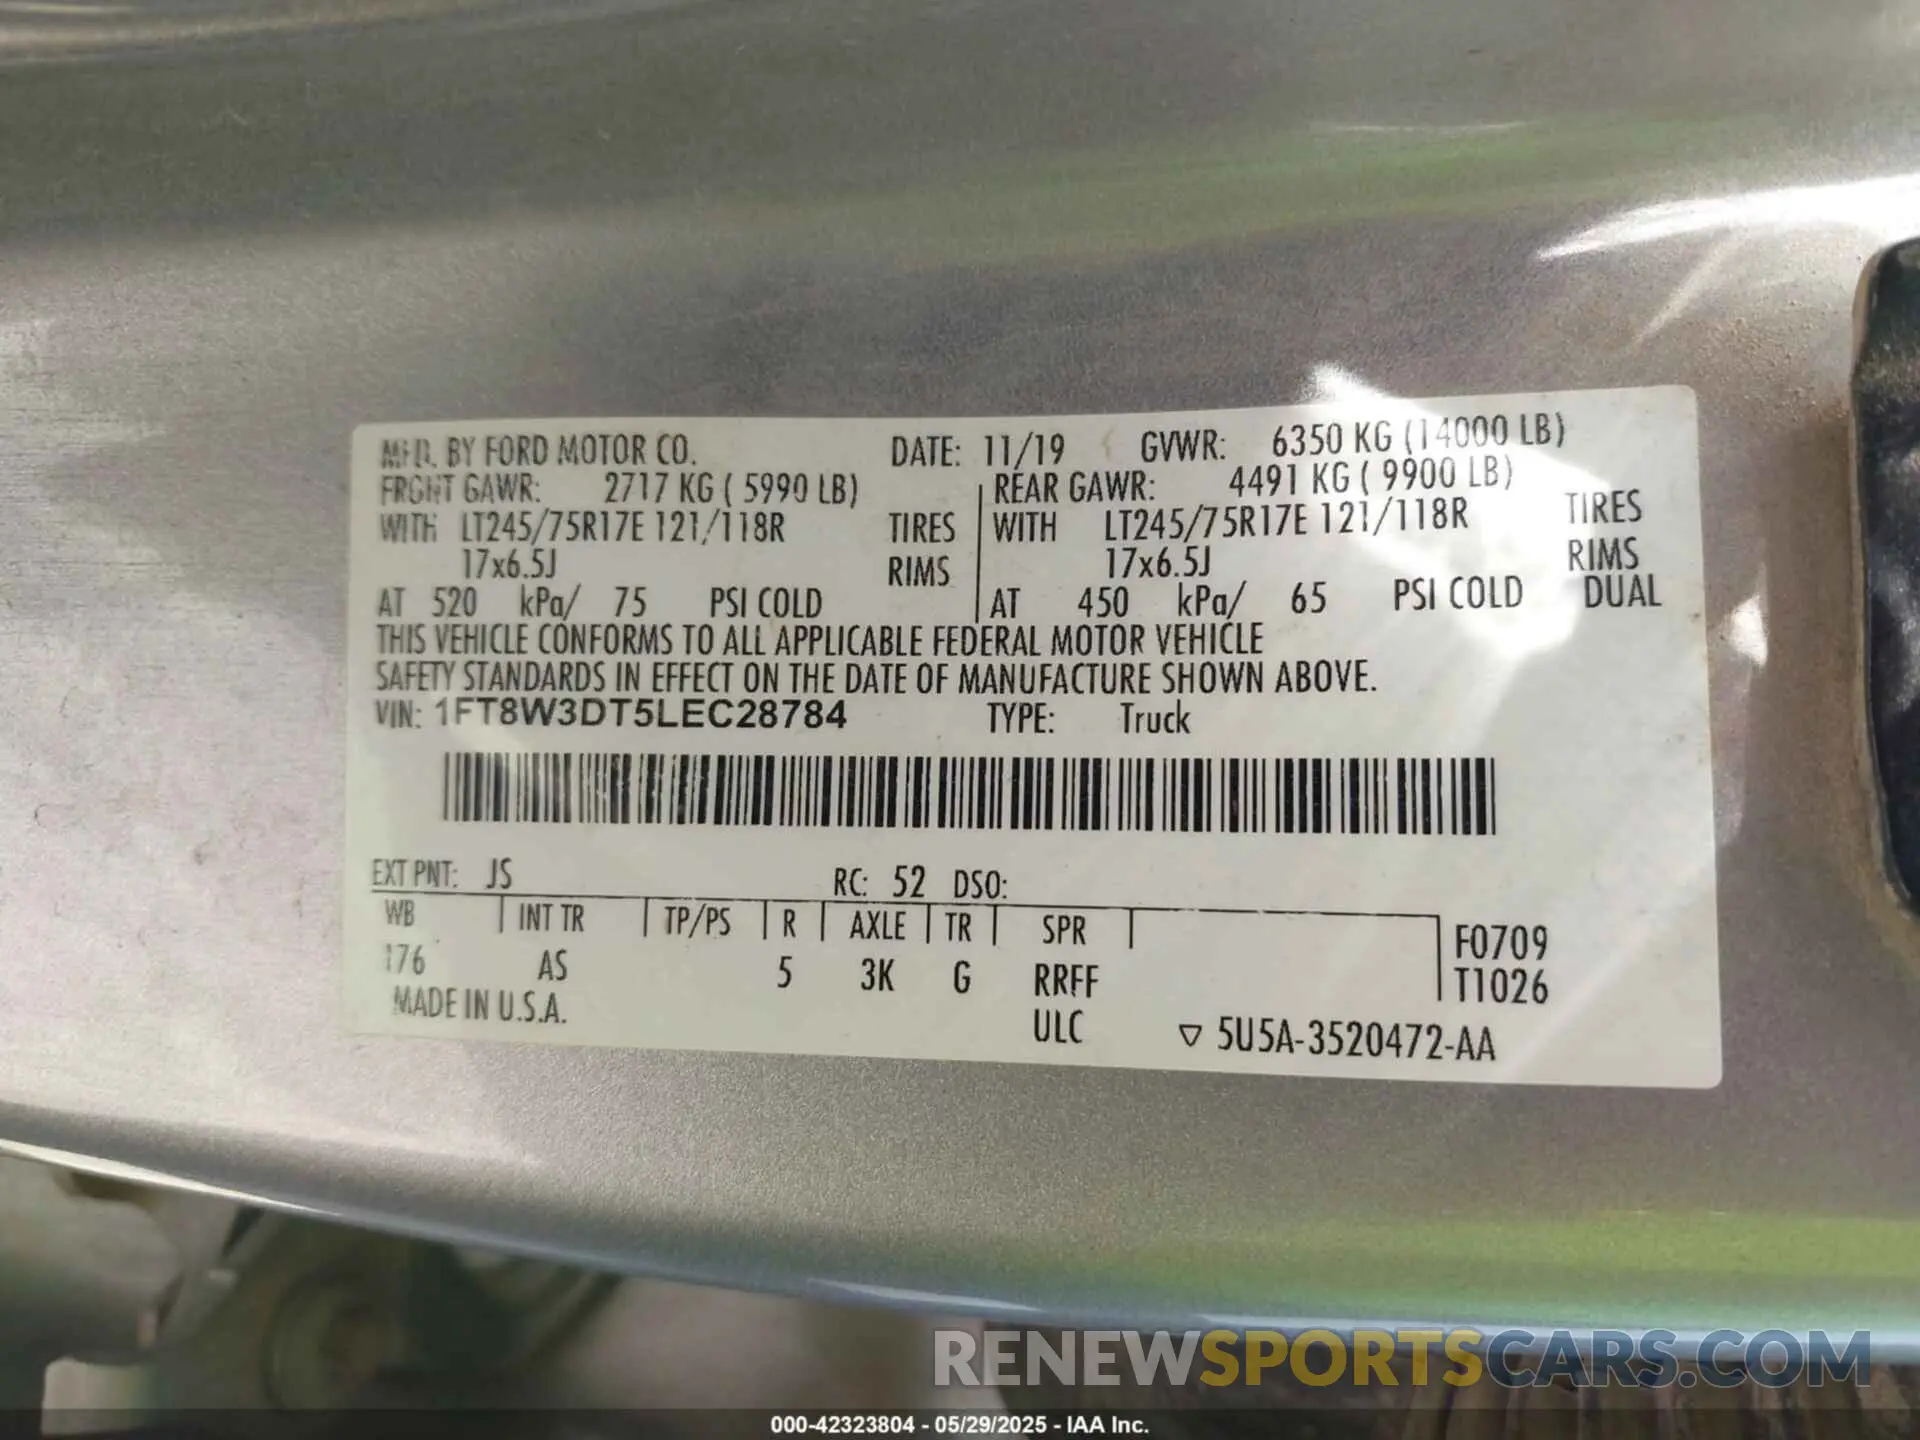 MFD. BY FORD MOTOR CO. DATE: 11/19 GVWR: 6350 KG (14000 LB)
FRONT GAWR: 2717 KG ( 5990 LB) REAR GAWR: 4491 KG ( 9900 LB)
WITH LT245/75R17E 121/118R TIRES WITH LT245/75R17E 121/118R TIRES
17x6.5J RIMS 17x6.5J RIMS
AT 520 kPa/ 75 PSI COLD AT 450 kPa/ 65 PSI COLD DUAL
THIS VEHICLE CONFORMS TO ALL APPLICABLE FEDERAL MOTOR VEHICLE
SAFETY STANDARDS IN EFFECT ON THE DATE OF MANUFACTURE SHOWN ABOVE.
VIN: 1FT8W3DT5LEC28784 TYPE: Truck
EXT PNT: JS RC: 52 DSO:
WB INT TR TP/PS R AXLE TR SPR
176 AS 5 3K G RRFF
F0709
T1026
MADE IN U.S.A. ULC ▽ 5U5A-3520472-AA
RENEWSPORTSCARS.COM
000-42323804 - 05/29/2025 - IAA Inc.